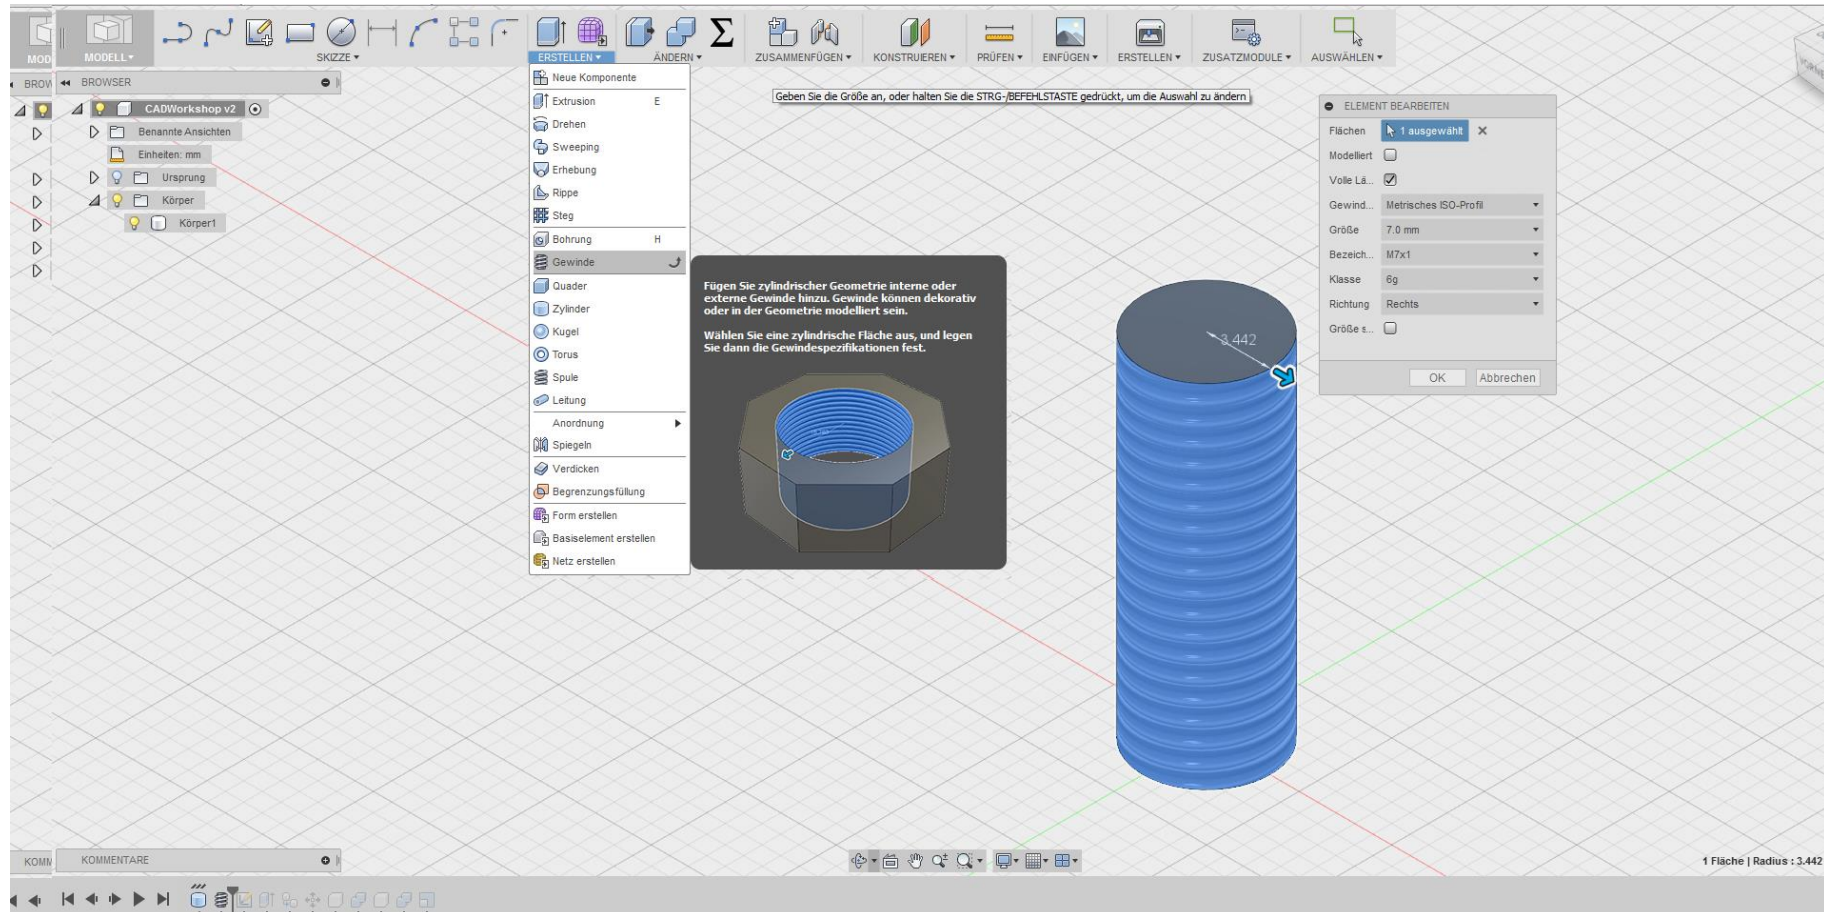 MOD
MODELL
SKIZZE
ERSTELLEN
ÄNDERN
ZUSAMMENFÜGEN
KONSTRUIEREN
PRÜFEN
EINFÜGEN
ERSTELLEN
ZUSATZMODULE
AUSWÄHLEN
BROW
BROWSER
CADWorkshop v2
Benannte Ansichten
Einheiten: mm
Ursprung
Körper
Körper1
Neue Komponente
Extrusion E
Drehen
Sweeping
Erhebung
Rippe
Steg
Bohrung H
Gewinde
Quader
Zylinder
Kugel
Torus
Spule
Leitung
Anordnung
Spiegeln
Verdicken
Begrenzungsfüllung
Form erstellen
Basiselement erstellen
Netz erstellen
Geben Sie die Größe an, oder halten Sie die STRG-/BEFEHLSTASTE gedrückt, um die Auswahl zu ändern
Fügen Sie zylindrischer Geometrie interne oder
externe Gewinde hinzu. Gewinde können dekorativ
oder in der Geometrie modelliert sein.
Wählen Sie eine zylindrische Fläche aus, und legen
Sie dann die Gewindespezifikationen fest.
3.442
ELEMENT BEARBEITEN
Flächen 1 ausgewählt
Modelliert
Volle Lä...
Gewind... Metrisches ISO-Profil
Größe 7.0 mm
Bezeich... M7x1
Klasse 6g
Richtung Rechts
Größe s...
OK Abbrechen
KOMM
KOMMENTARE
1 Fläche | Radius : 3.442